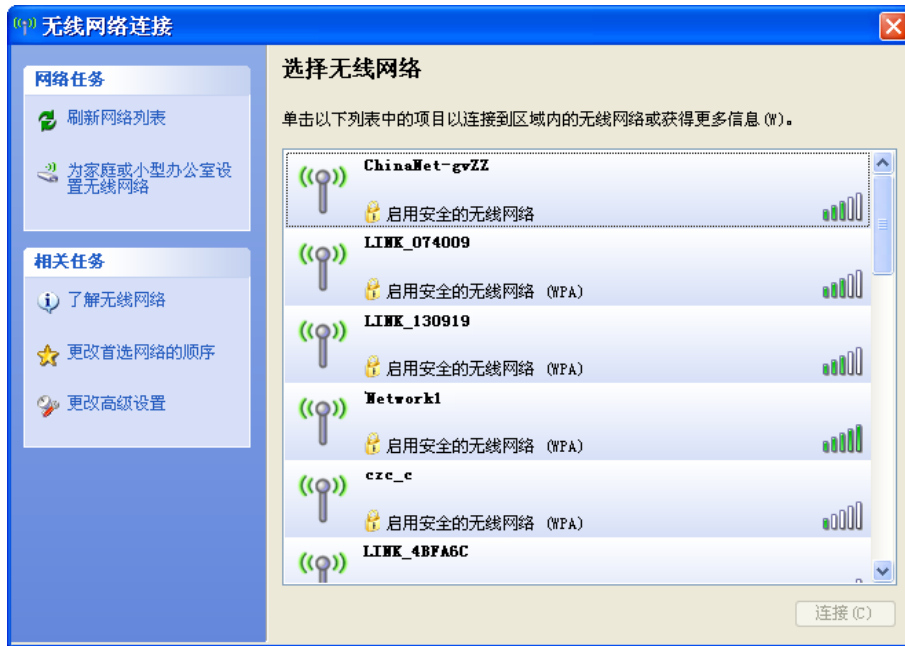 无线网络连接
网络任务
刷新网络列表
为家庭或小型办公室设
置无线网络
相关任务
了解无线网络
更改首选网络的顺序
更改高级设置
选择无线网络
单击以下列表中的项目以连接到区域内的无线网络或获得更多信息(W)。
ChinaNet-gvZZ
启用安全的无线网络
LINK_074009
启用安全的无线网络 (WPA)
LINK_130919
启用安全的无线网络 (WPA)
Network1
启用安全的无线网络 (WPA)
czc_c
启用安全的无线网络 (WPA)
LINK_4BFA6C
连接(C)